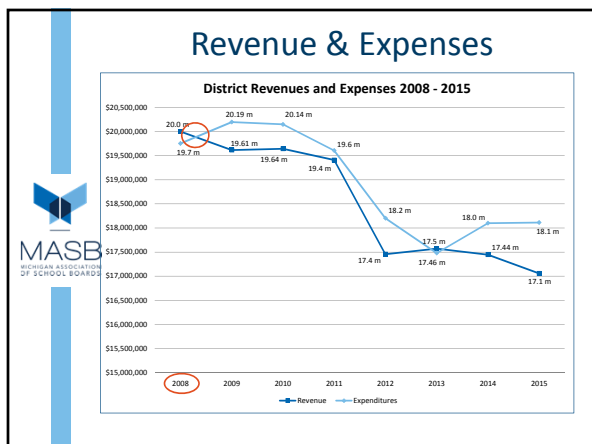 Revenue & Expenses
District Revenues and Expenses 2008 - 2015
$20,500,000
$20,000,000
$19,500,000
$19,000,000
$18,500,000
$18,000,000
$17,500,000
$17,000,000
$16,500,000
$16,000,000
$15,500,000
$15,000,000
20.0 m
19.61 m
19.64 m
19.4 m
17.4 m
17.5 m
17.44 m
17.1 m
19.7 m
20.19 m
20.14 m
19.6 m
18.2 m
17.46 m
18.0 m
18.1 m
2008 2009 2010 2011 2012 2013 2014 2015
Revenue Expenditures
MASB
MICHIGAN ASSOCIATION
OF SCHOOL BOARDS